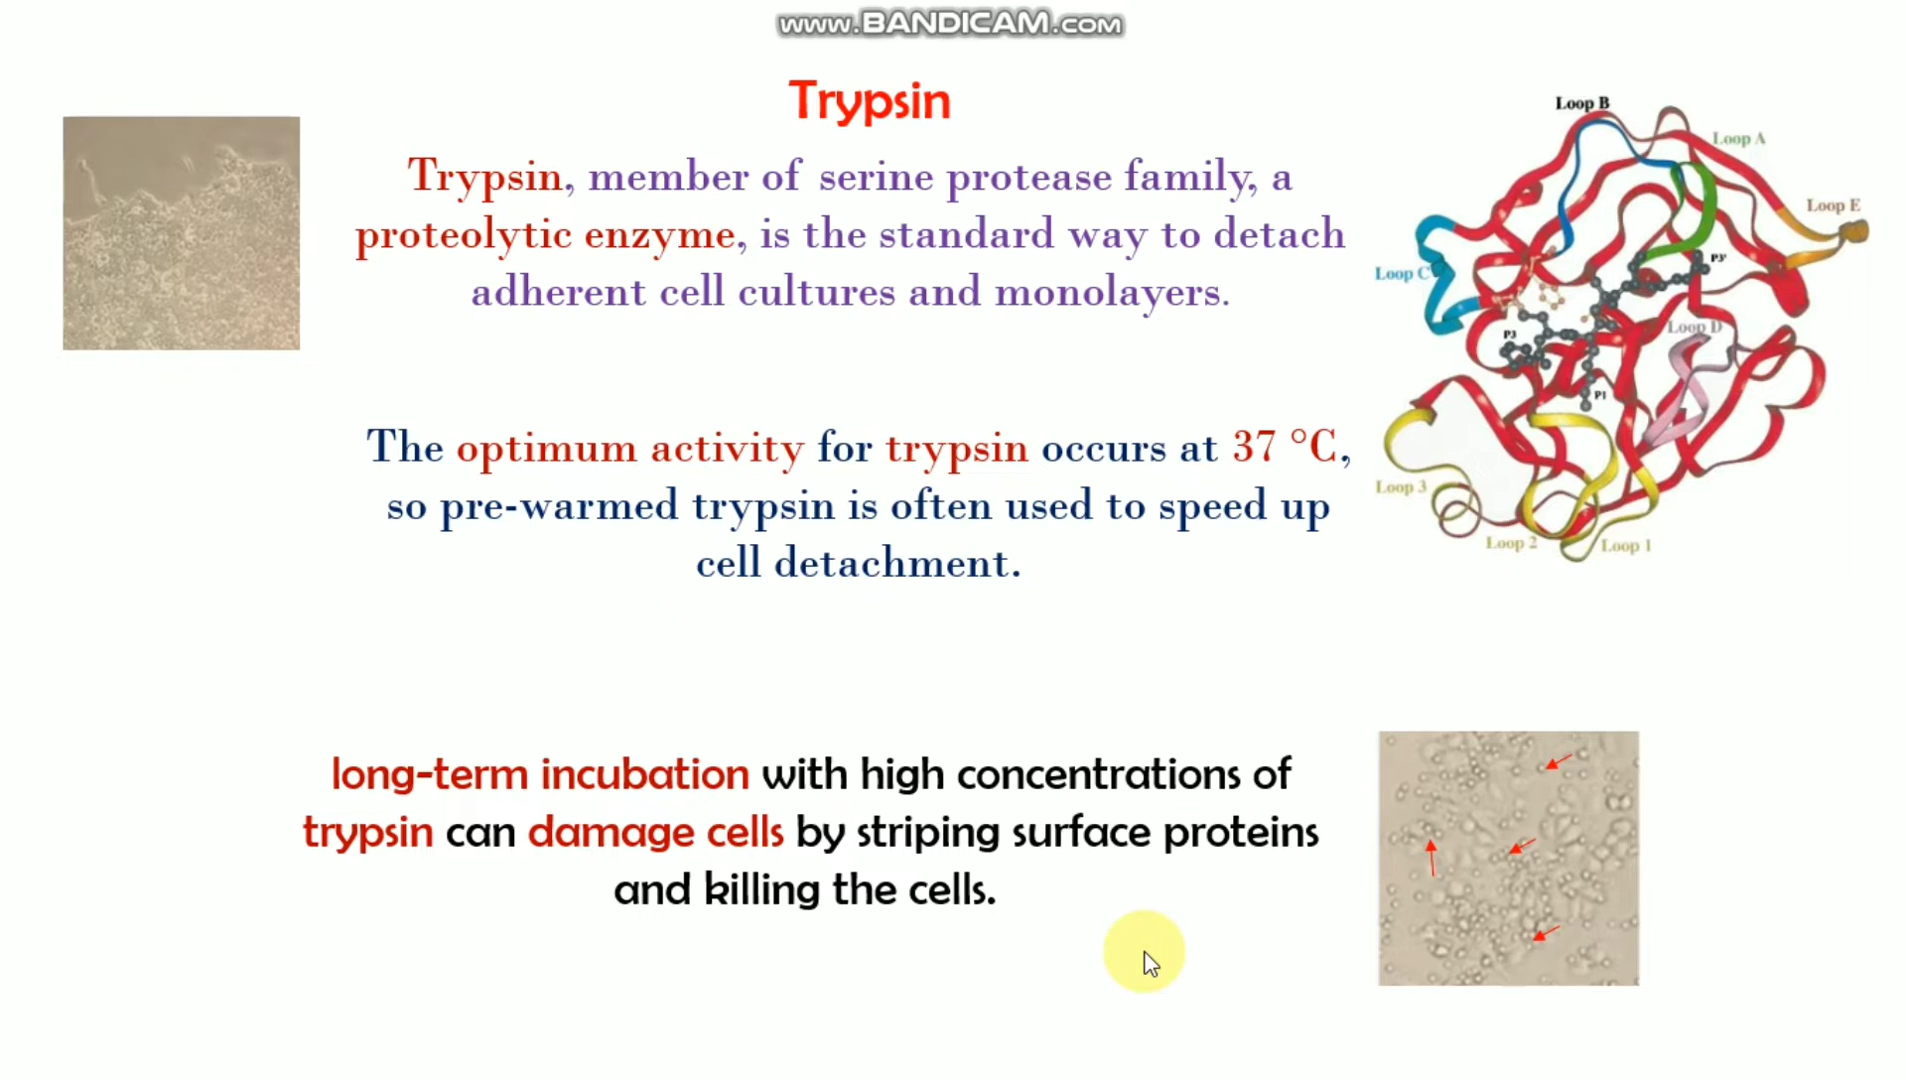 www.BANDICAM.com
Trypsin
Trypsin, member of serine protease family, a
proteolytic enzyme, is the standard way to detach
adherent cell cultures and monolayers.
The optimum activity for trypsin occurs at 37 °C,
so pre-warmed trypsin is often used to speed up
cell detachment.
long-term incubation with high concentrations of
trypsin can damage cells by striping surface proteins
and killing the cells.
Loop B
Loop A
Loop E
P3'
Loop C
Loop D
P3
P1
Loop 3
Loop 2
Loop 1